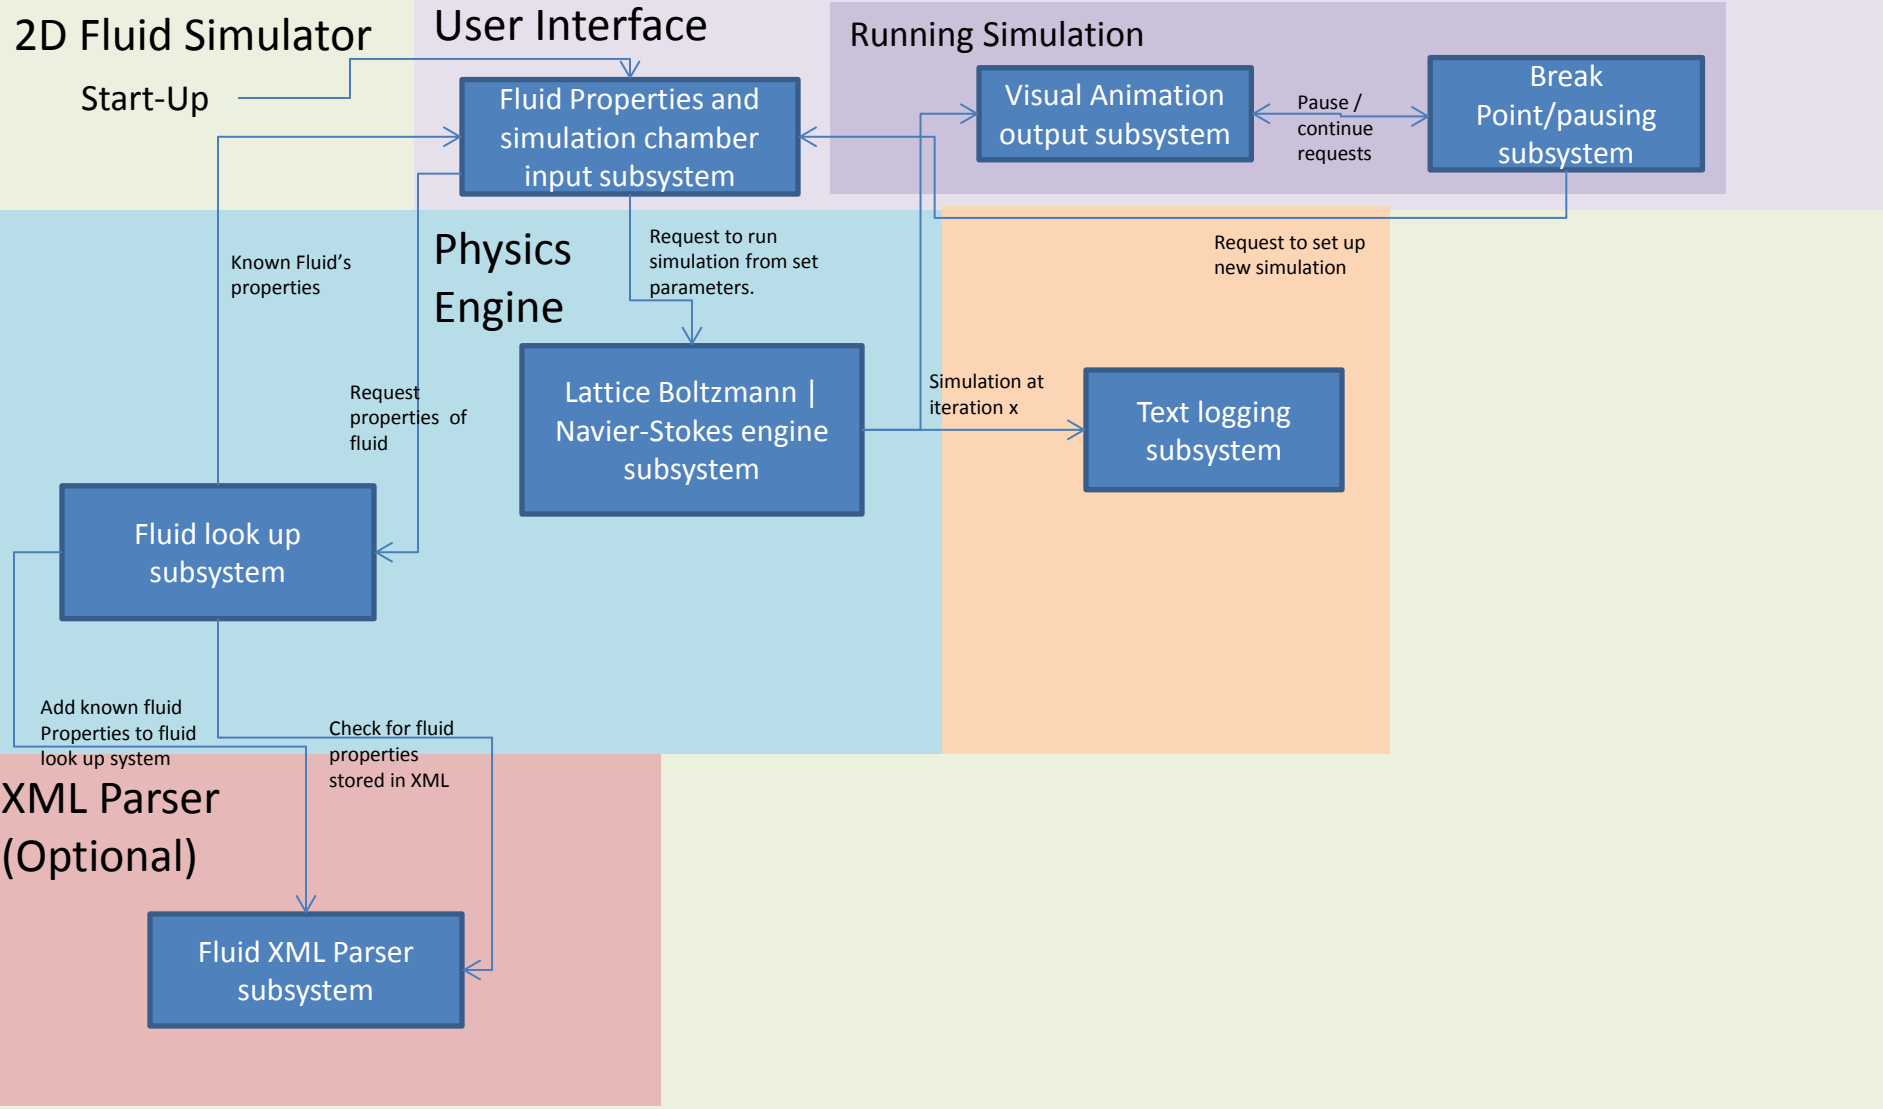 2D Fluid Simulator
Start-Up
User Interface
Fluid Properties and
simulation chamber
input subsystem
Running Simulation
Visual Animation
output subsystem
Pause /
continue
requests
Break
Point/pausing
subsystem
Known Fluid’s
properties
Physics
Engine
Request to run
simulation from set
parameters.
Request to set up
new simulation
Request
properties  of
fluid
Lattice Boltzmann |
Navier-Stokes engine
subsystem
Simulation at
iteration x
Text logging
subsystem
Fluid look up
subsystem
Add known fluid
Properties to fluid
look up system
Check for fluid
properties
stored in XML
XML Parser
(Optional)
Fluid XML Parser
subsystem